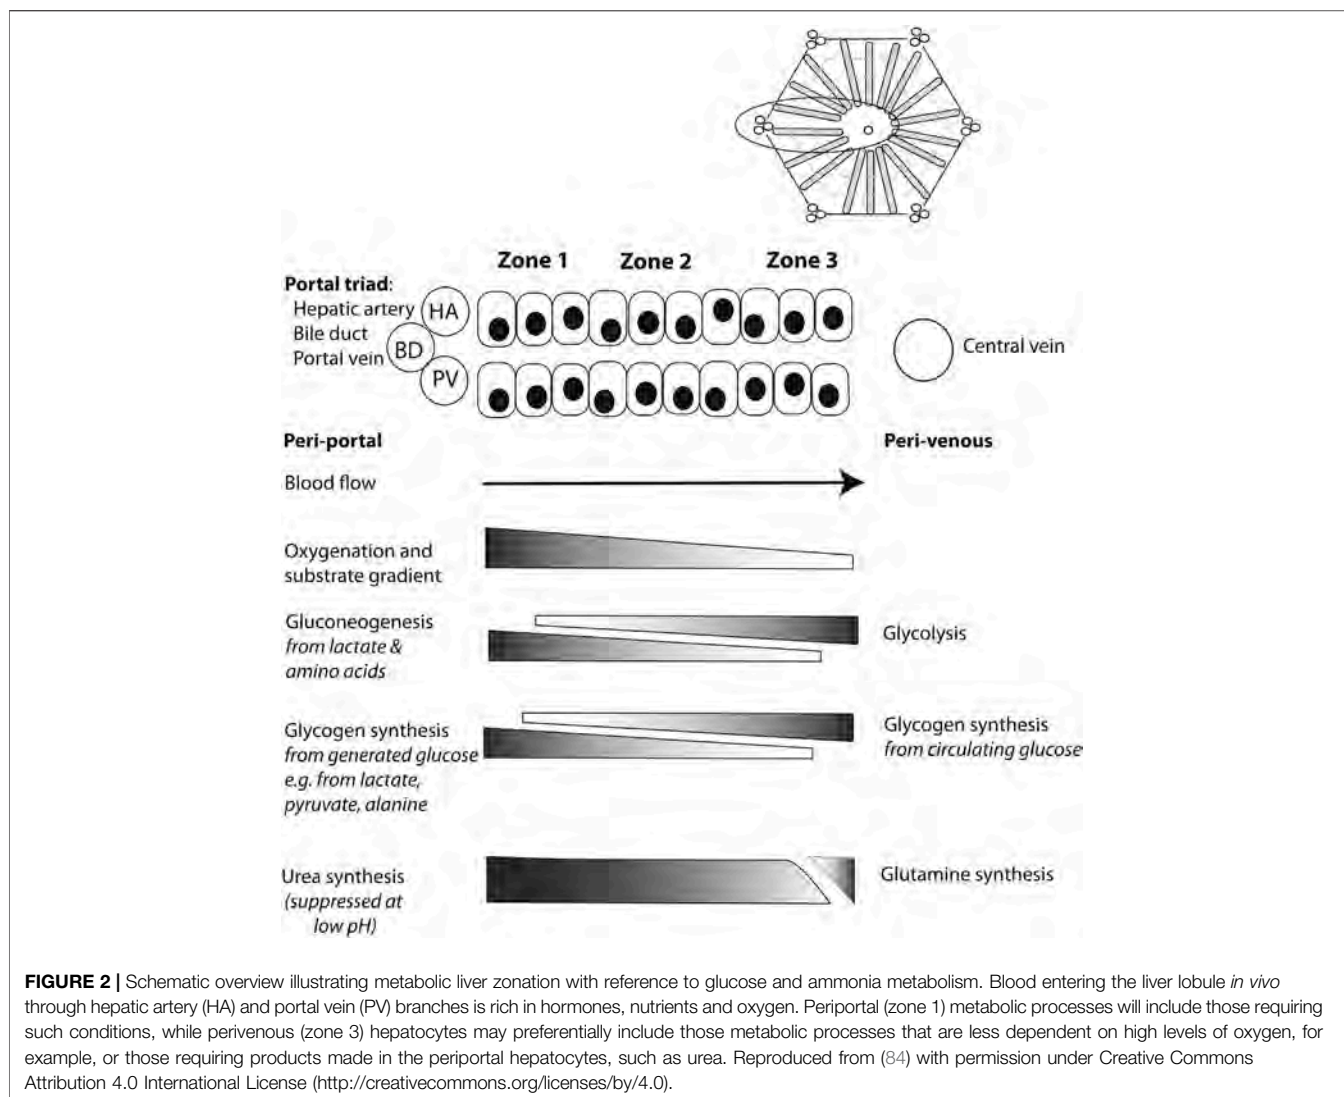 Zone 1 Zone 2 Zone 3
Portal triad:
Hepatic artery
Bile duct
Portal vein
HA
BD
PV
Central vein
Peri-portal
Peri-venous
Blood flow
Oxygenation and
substrate gradient
Gluconeogenesis
from lactate &
amino acids
Glycolysis
Glycogen synthesis
from generated glucose
e.g. from lactate,
pyruvate, alanine
Glycogen synthesis
from circulating glucose
Urea synthesis
(suppressed at
low pH)
Glutamine synthesis
FIGURE 2 | Schematic overview illustrating metabolic liver zonation with reference to glucose and ammonia metabolism. Blood entering the liver lobule in vivo
through hepatic artery (HA) and portal vein (PV) branches is rich in hormones, nutrients and oxygen. Periportal (zone 1) metabolic processes will include those requiring
such conditions, while perivenous (zone 3) hepatocytes may preferentially include those metabolic processes that are less dependent on high levels of oxygen, for
example, or those requiring products made in the periportal hepatocytes, such as urea. Reproduced from (84) with permission under Creative Commons
Attribution 4.0 International License (http://creativecommons.org/licenses/by/4.0).